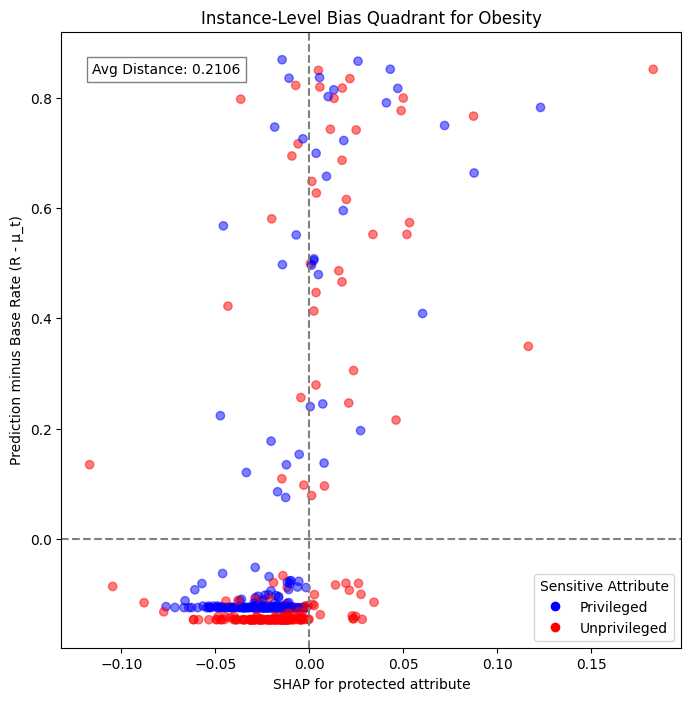 Instance-Level Bias Quadrant for Obesity
Avg Distance: 0.2106
Prediction minus Base Rate (R - μ_t)
0.8
0.6
0.4
0.2
0.0
Sensitive Attribute
Privileged
Unprivileged
−0.10 −0.05 0.00 0.05 0.10 0.15
SHAP for protected attribute